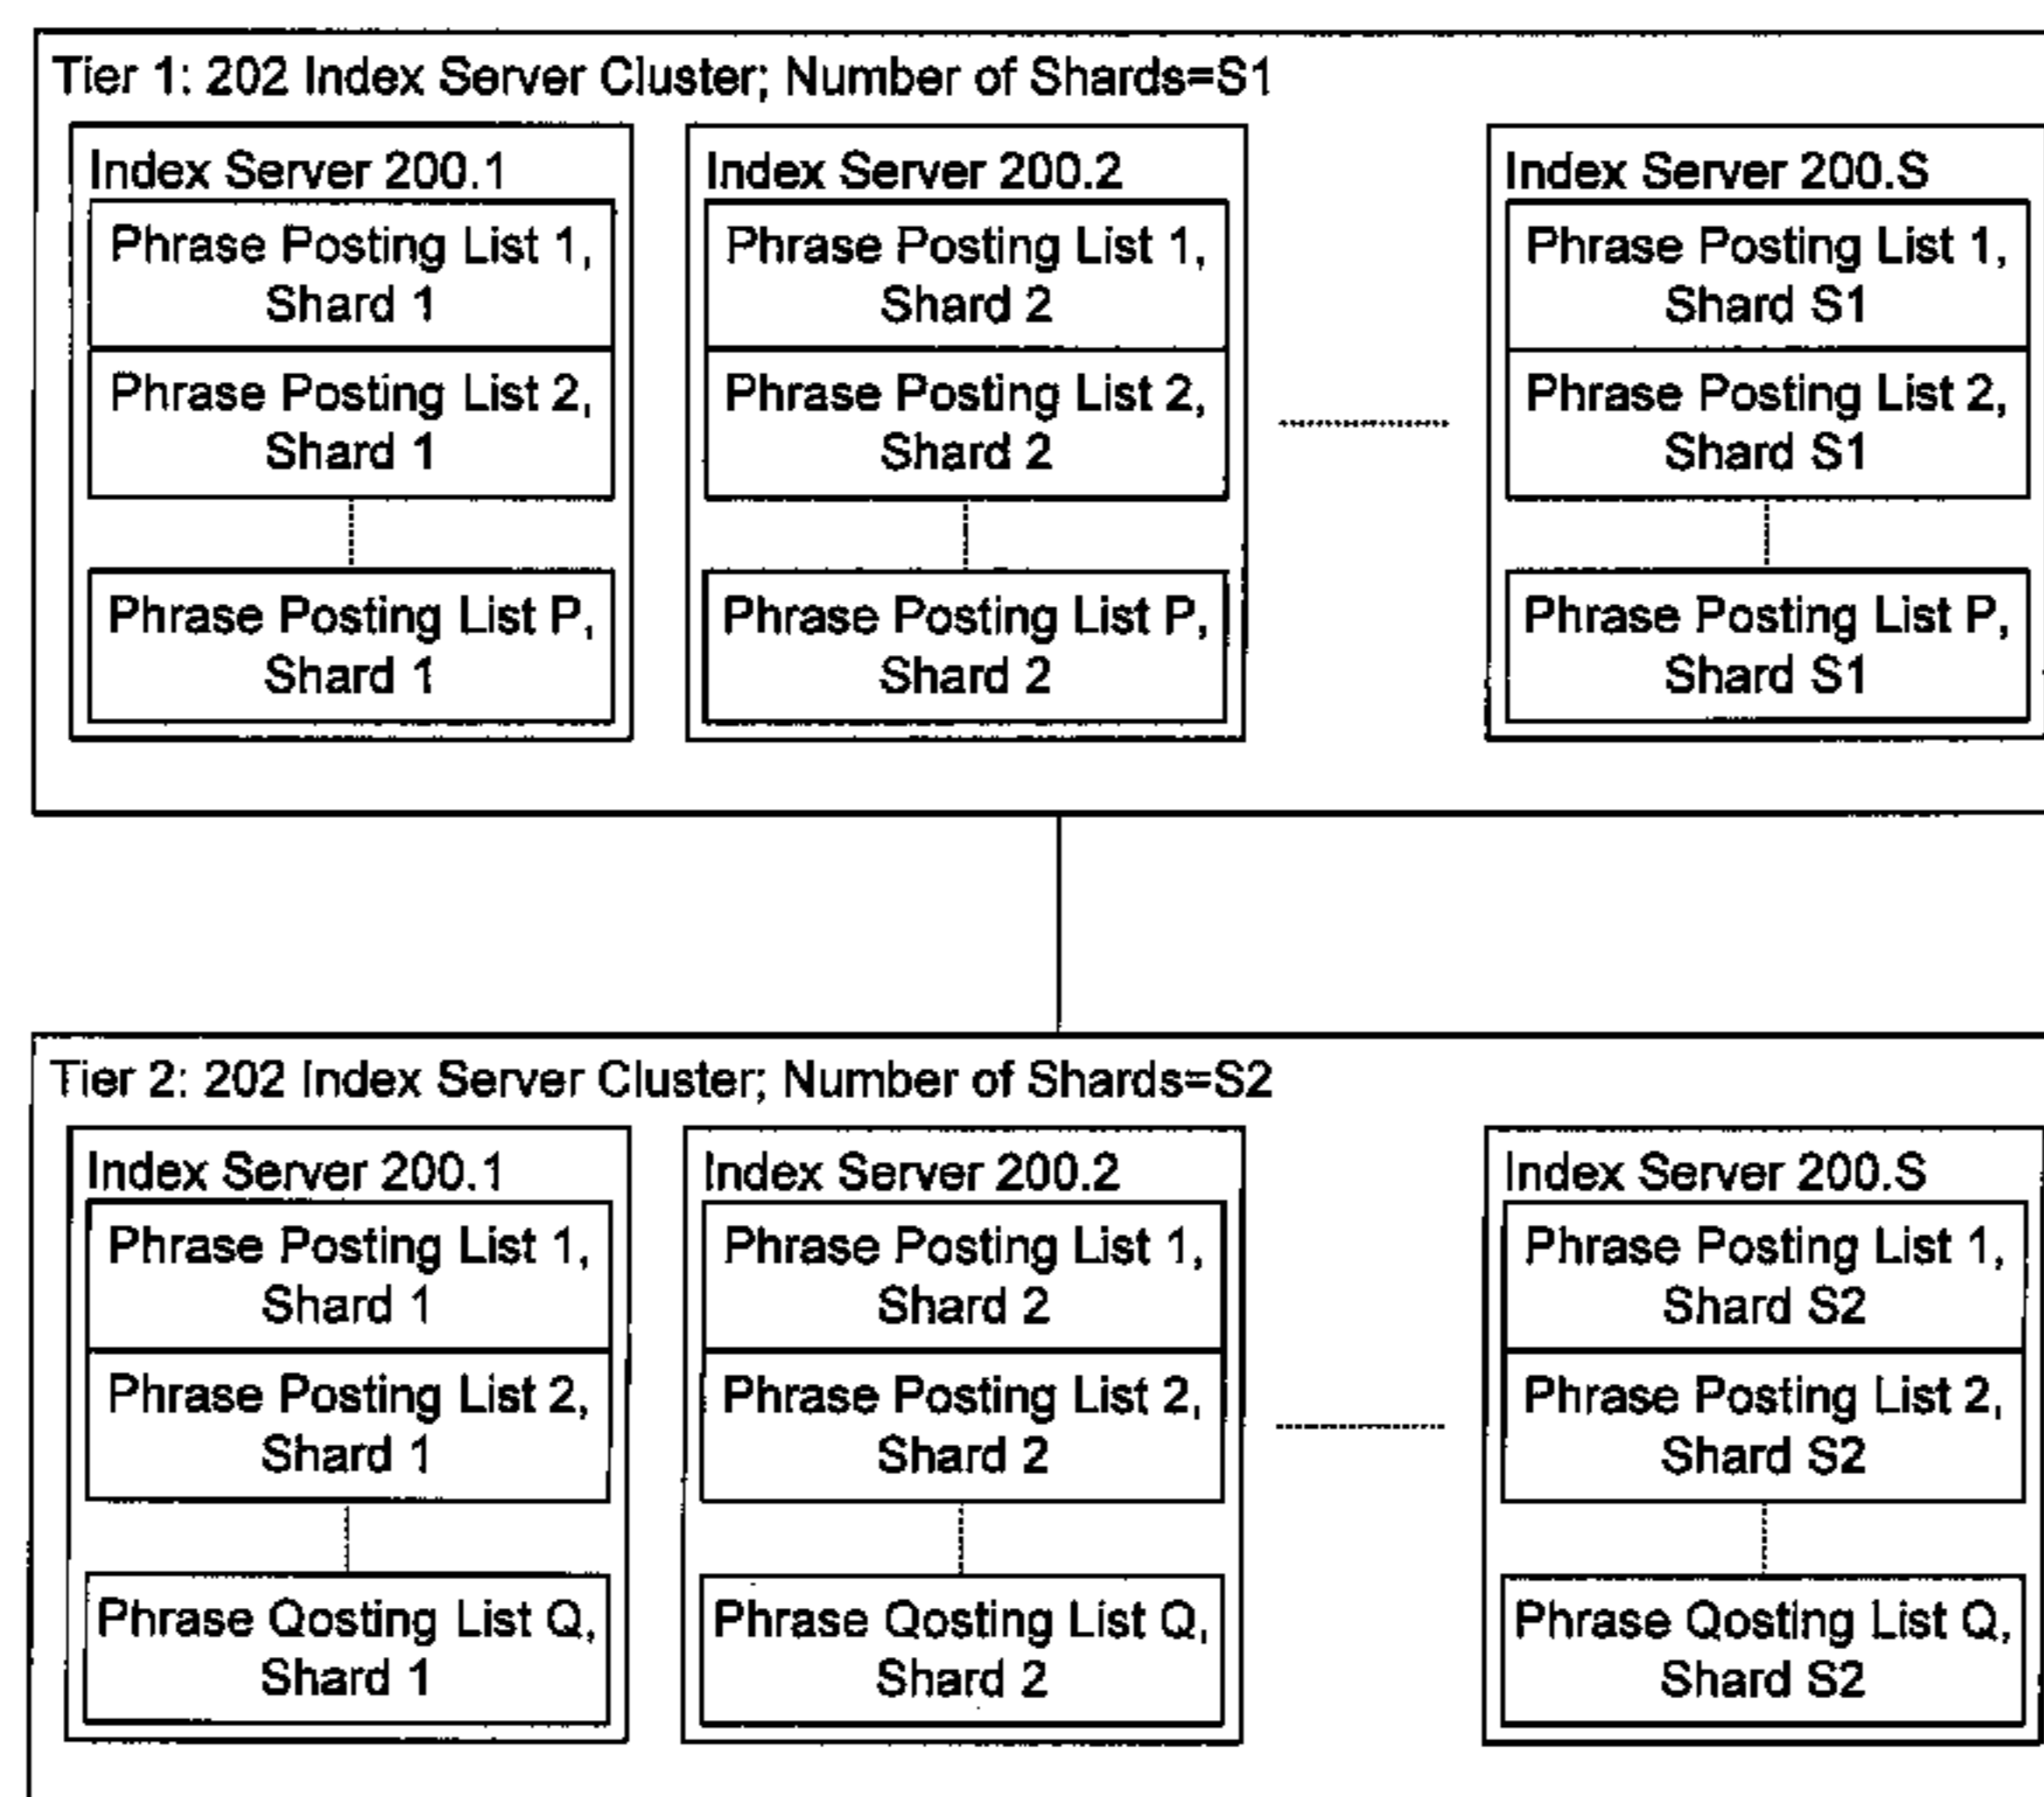 Tier 1: 202 Index Server Cluster; Number of Shards=S1
Index Server 200.1
Phrase Posting List 1,
Shard 1
Phrase Posting List 2,
Shard 1
Phrase Posting List P,
Shard 1
Index Server 200.2
Phrase Posting List 1,
Shard 2
Phrase Posting List 2,
Shard 2
Phrase Posting List P,
Shard 2
Index Server 200.S
Phrase Posting List 1,
Shard S1
Phrase Posting List 2,
Shard S1
Phrase Posting List P,
Shard S1
Tier 2: 202 Index Server Cluster; Number of Shards=S2
Index Server 200.1
Phrase Posting List 1,
Shard 1
Phrase Posting List 2,
Shard 1
Phrase Qosting List Q,
Shard 1
Index Server 200.2
Phrase Posting List 1,
Shard 2
Phrase Posting List 2,
Shard 2
Phrase Qosting List Q,
Shard 2
Index Server 200.S
Phrase Posting List 1,
Shard S2
Phrase Posting List 2,
Shard S2
Phrase Qosting List Q,
Shard S2